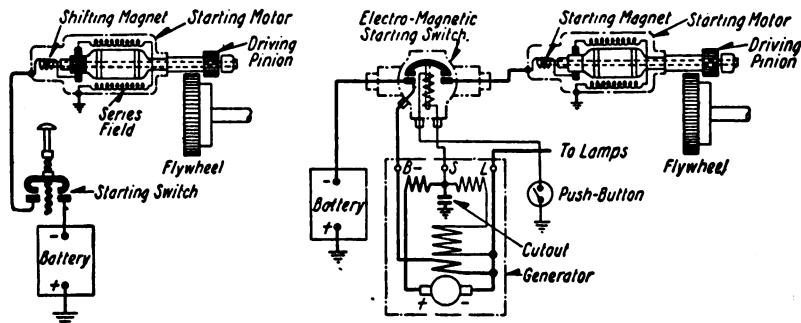 Shifting Magnet
Starting Motor
Driving
Pinion
Series
Field
Flywheel
Starting Switch
-
Battery
+
Electro-Magnetic
Starting Switch
Starting Magnet
Starting Motor
Driving
Pinion
Flywheel
To Lamps
B- S L
Push-Button
-
Battery
+
Cutout
Generator
+ -